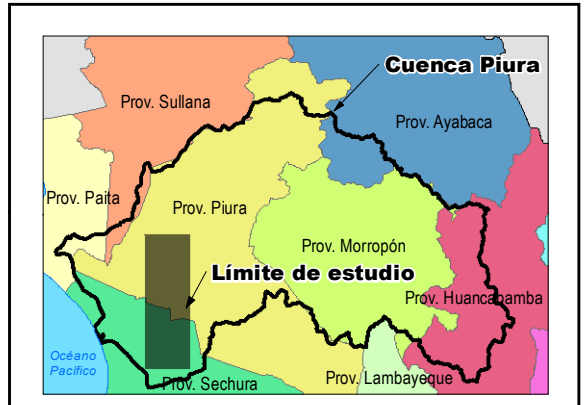 Cuenca Piura
Prov. Sullana
Prov. Ayabaca
Prov. Paita
Prov. Piura
Prov. Morropón
Límite de estudio
Prov. Huancabamba
Océano
Pacífico
Prov. Sechura
Prov. Lambayeque